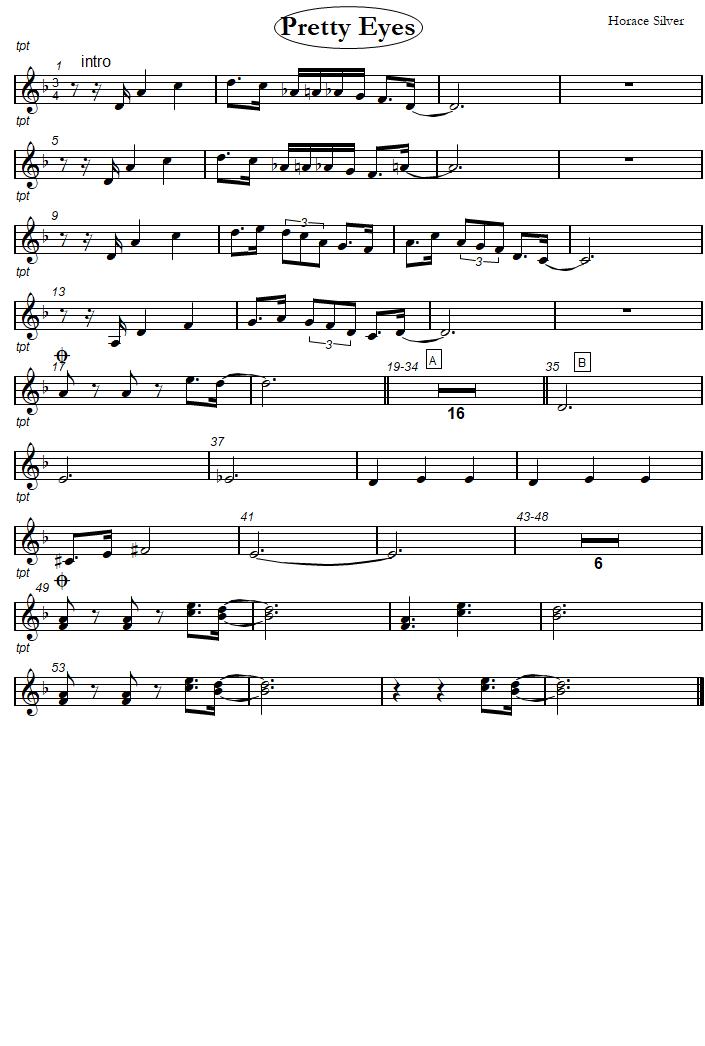 Pretty Eyes
Horace Silver
tpt
1 intro
3
4
tpt
5
tpt
9
3
3
tpt
13
3
tpt
17 19-34 A 35 B
16
tpt
37
tpt
41 43-48
6
tpt
49
tpt
53